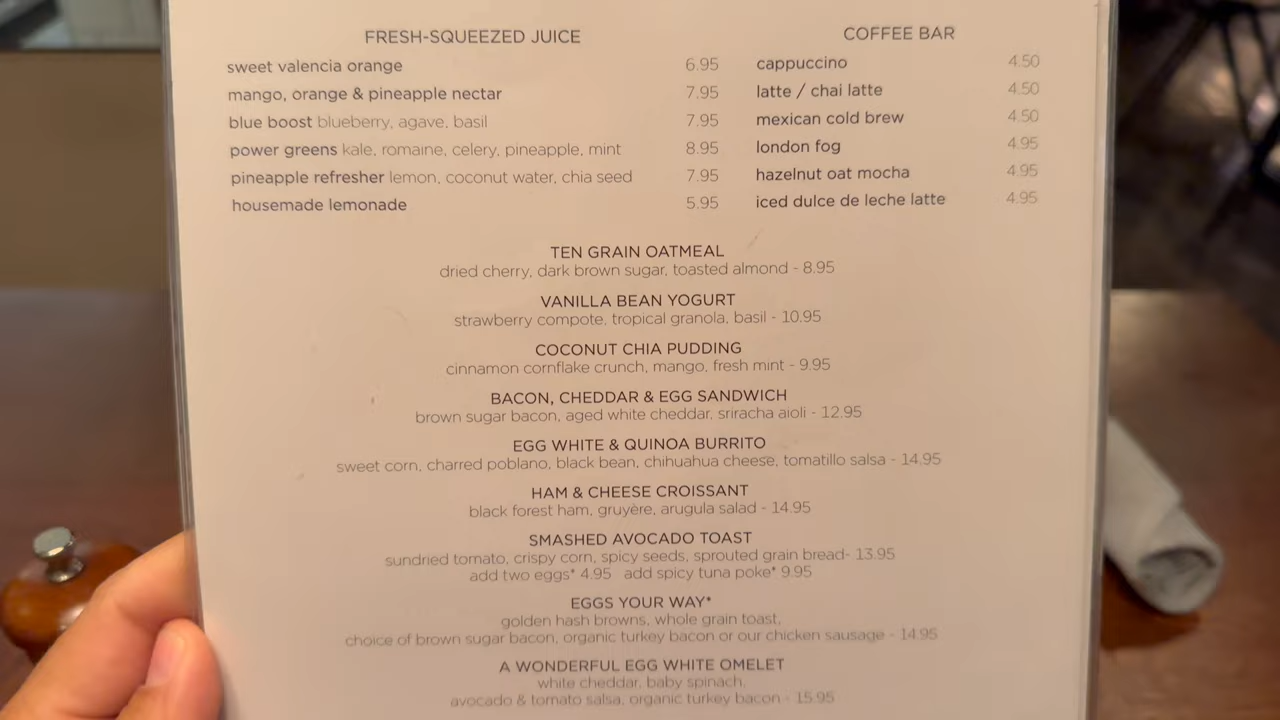 FRESH-SQUEEZED JUICE
sweet valencia orange 6.95
mango, orange & pineapple nectar 7.95
blue boost blueberry, agave, basil 7.95
power greens kale, romaine, celery, pineapple, mint 8.95
pineapple refresher lemon, coconut water, chia seed 7.95
housemade lemonade 5.95
COFFEE BAR
cappuccino 4.50
latte / chai latte 4.50
mexican cold brew 4.50
london fog 4.95
hazelnut oat mocha 4.95
iced dulce de leche latte 4.95
TEN GRAIN OATMEAL
dried cherry, dark brown sugar, toasted almond - 8.95
VANILLA BEAN YOGURT
strawberry compote, tropical granola, basil - 10.95
COCONUT CHIA PUDDING
cinnamon cornflake crunch, mango, fresh mint - 9.95
BACON, CHEDDAR & EGG SANDWICH
brown sugar bacon, aged white cheddar, sriracha aioli - 12.95
EGG WHITE & QUINOA BURRITO
sweet corn, charred poblano, black bean, chihuahua cheese, tomatillo salsa - 14.95
HAM & CHEESE CROISSANT
black forest ham, gruyère, arugula salad - 14.95
SMASHED AVOCADO TOAST
sundried tomato, crispy corn, spicy seeds, sprouted grain bread- 13.95
add two eggs* 4.95 add spicy tuna poke* 9.95
EGGS YOUR WAY*
golden hash browns, whole grain toast,
choice of brown sugar bacon, organic turkey bacon or our chicken sausage - 14.95
A WONDERFUL EGG WHITE OMELET
white cheddar, baby spinach,
avocado & tomato salsa, organic turkey bacon - 15.95